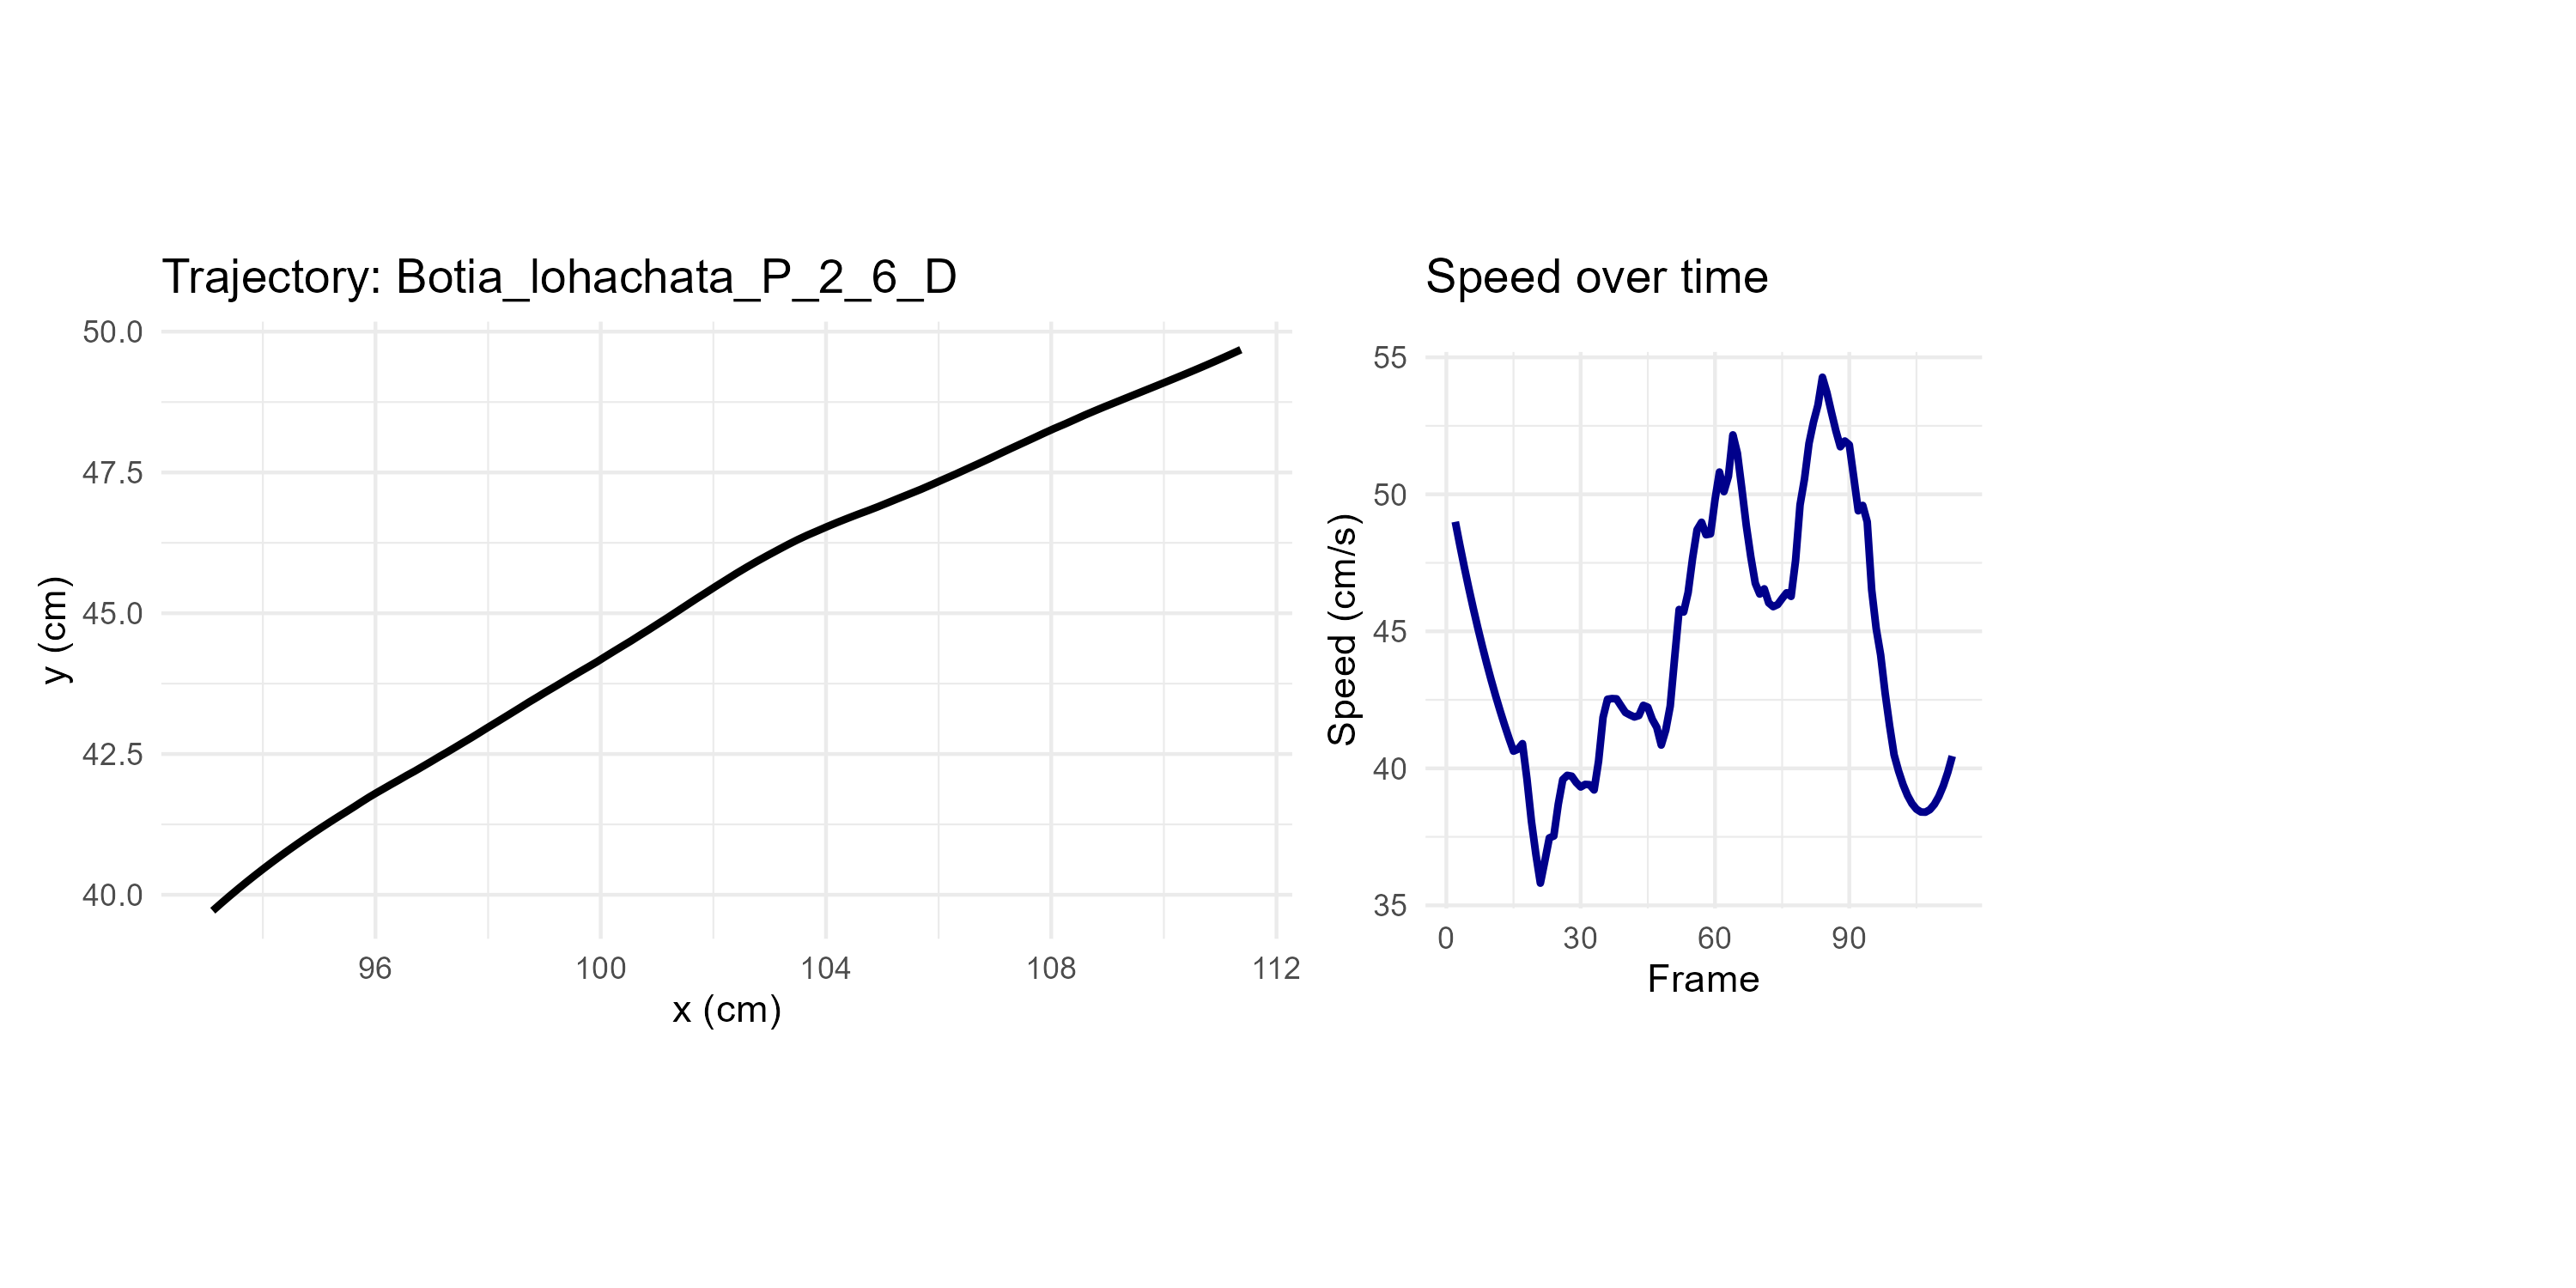 Trajectory: Botia_lohachata_P_2_6_D
50.0
47.5
45.0
42.5
40.0
y (cm)
96 100 104 108 112
x (cm)
Speed over time
55
50
45
40
35
Speed (cm/s)
0 30 60 90
Frame